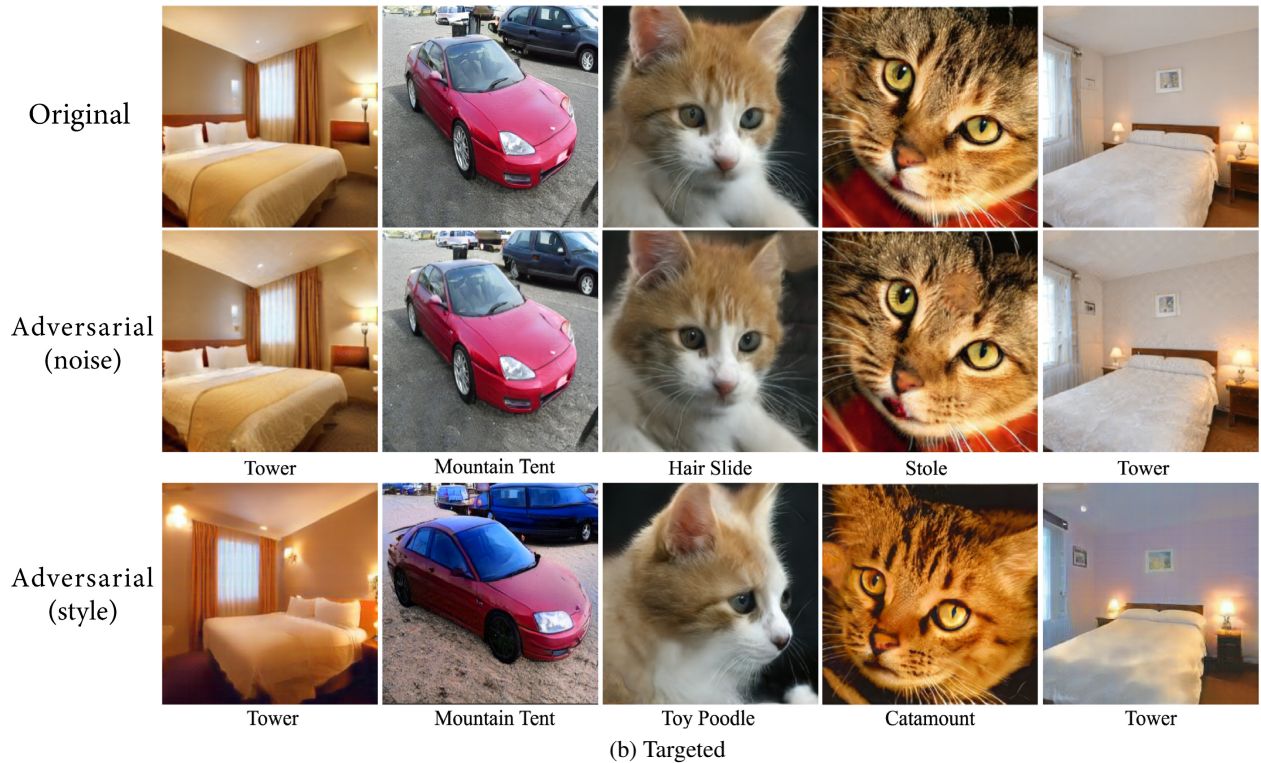 Original
Adversarial
(noise)
Tower
Mountain Tent
Hair Slide
Stole
Tower
Adversarial
(style)
Tower
Mountain Tent
Toy Poodle
Catamount
Tower
(b) Targeted